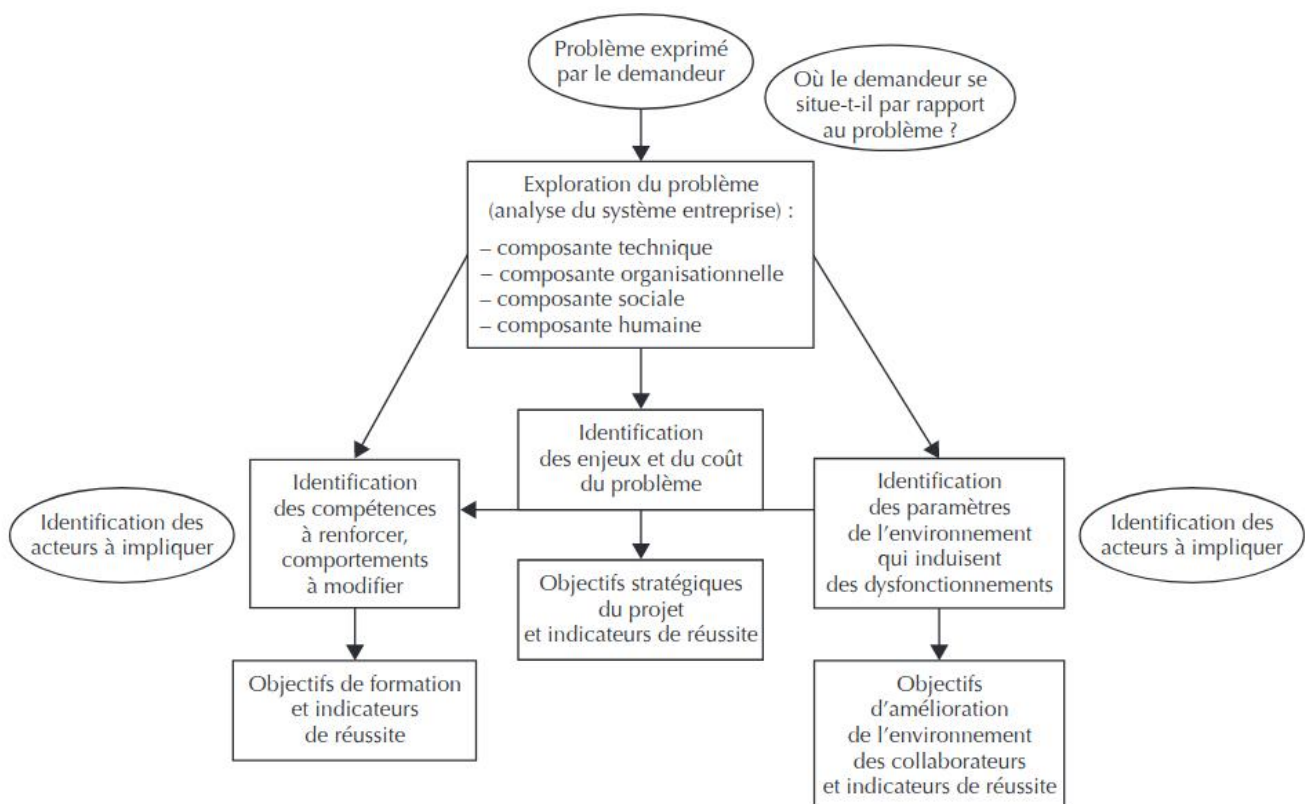 Problème exprimé
par le demandeur
Où le demandeur se
situe-t-il par rapport
au problème ?
Exploration du problème
(analyse du système entreprise) :
– composante technique
– composante organisationnelle
– composante sociale
– composante humaine
Identification
des enjeux et du coût
du problème
Identification des
acteurs à impliquer
Identification
des compétences
à renforcer,
comportements
à modifier
Identification
des paramètres
de l'environnement
qui induisent
des dysfonctionnements
Identification des
acteurs à impliquer
Objectifs stratégiques
du projet
et indicateurs de réussite
Objectifs de formation
et indicateurs
de réussite
Objectifs
d'amélioration
de l'environnement
des collaborateurs
et indicateurs de réussite